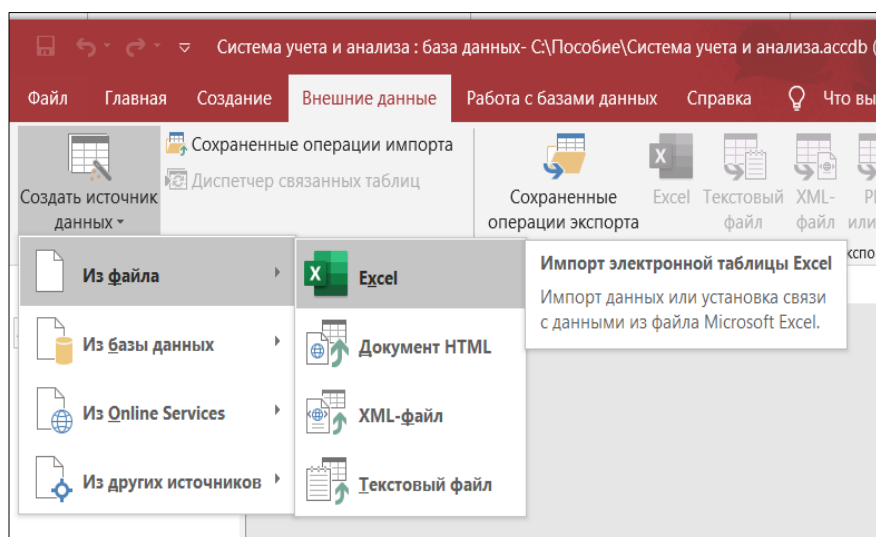 Система учета и анализа : база данных- C:\Пособие\Система учета и анализа.accdb (
Файл Главная Создание Внешние данные Работа с базами данных Справка Что вы
Создать источник данных
Сохраненные операции импорта
Диспетчер связанных таблиц
Сохраненные операции экспорта
Excel
Текстовый файл
XML-файл
Из файла
Из базы данных
Из Online Services
Из других источников
Excel
Документ HTML
XML-файл
Текстовый файл
Импорт электронной таблицы Excel
Импорт данных или установка связи
с данными из файла Microsoft Excel.